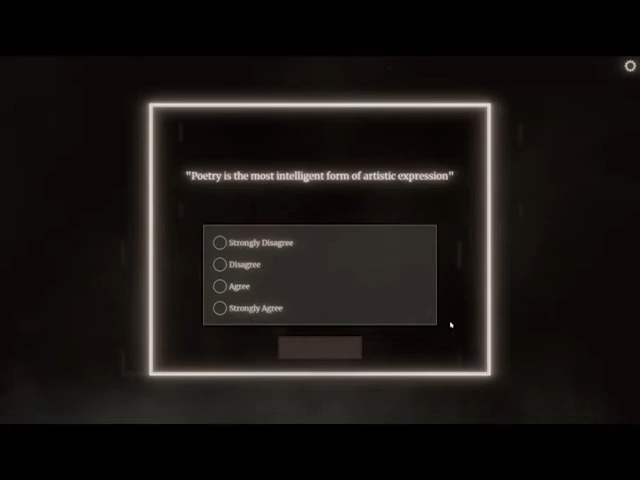 "Poetry is the most intelligent form of artistic expression"
Strongly Disagree
Disagree
Agree
Strongly Agree